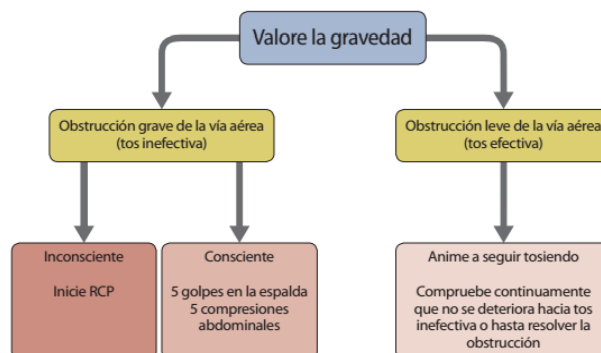 Valore la gravedad
Obstrucción grave de la vía aérea
(tos inefectiva)
Obstrucción leve de la vía aérea
(tos efectiva)
Inconsciente
Inicie RCP
Consciente
5 golpes en la espalda
5 compresiones
abdominales
Anime a seguir tosiendo
Compruebe continuamente
que no se deteriora hacia tos
inefectiva o hasta resolver la
obstrucción